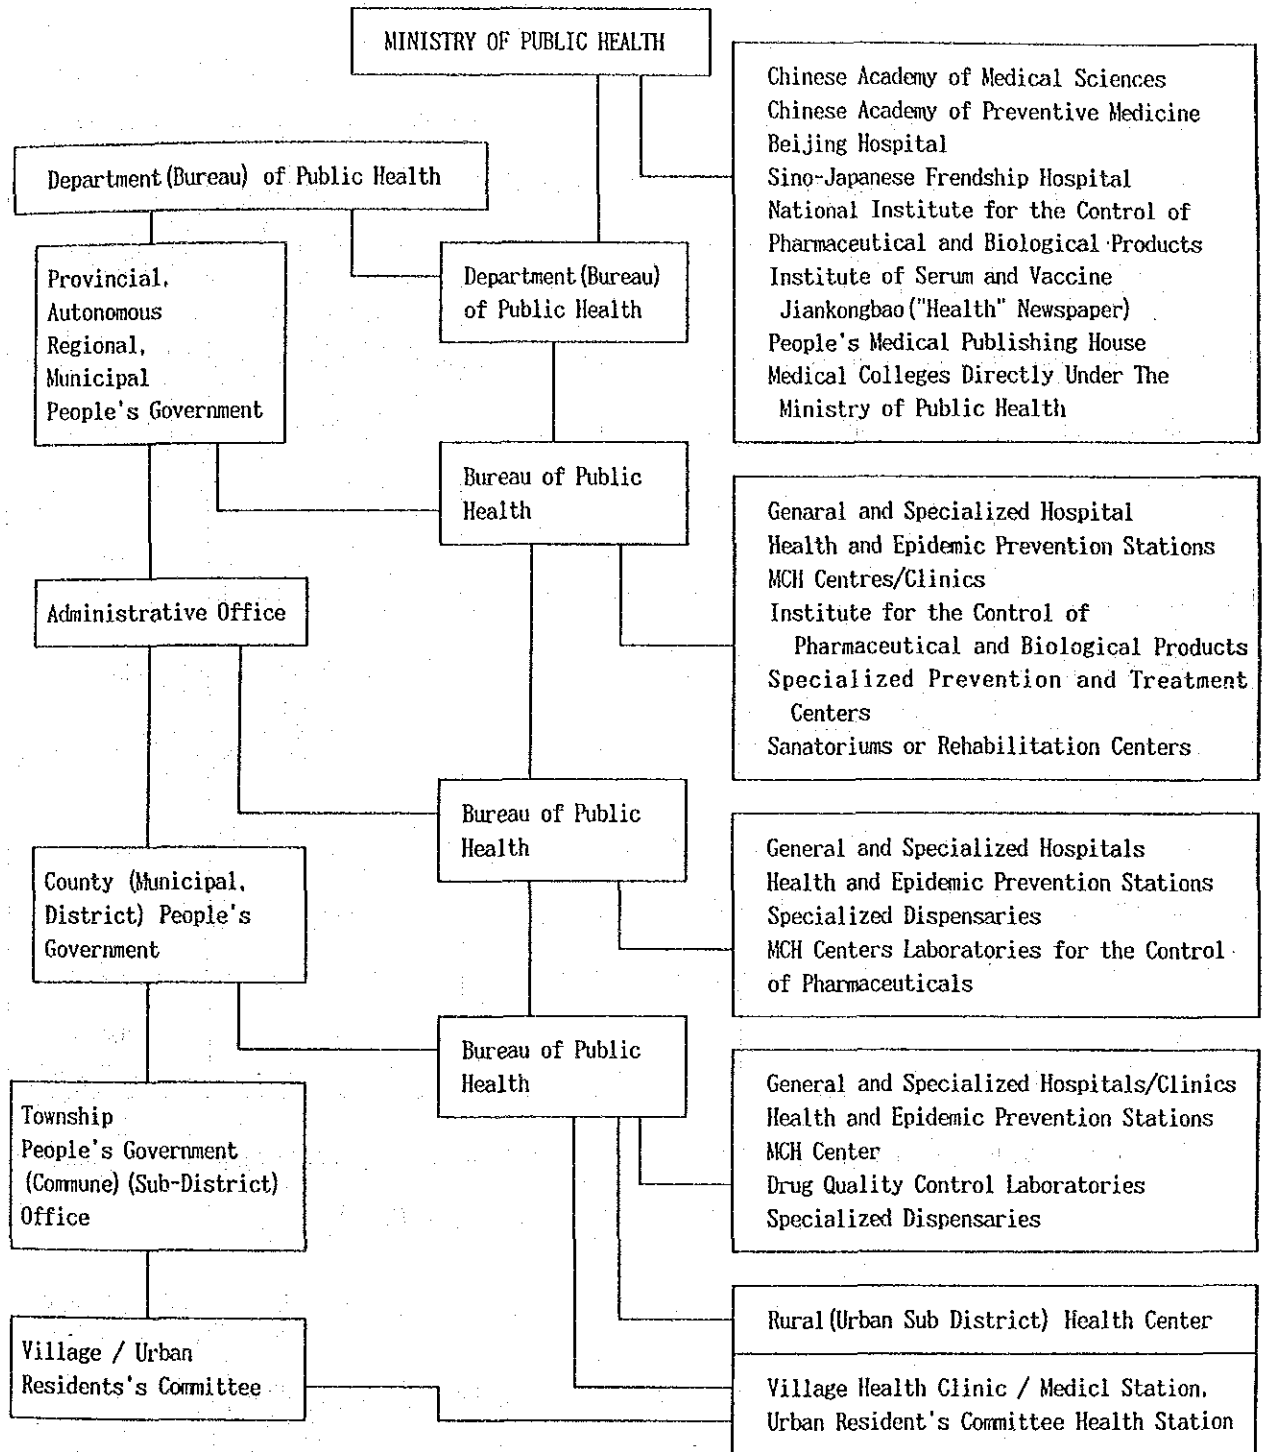 MINISTRY OF PUBLIC HEALTH
Chinese Academy of Medical Sciences
Chinese Academy of Preventive Medicine
Beijing Hospital
Sino-Japanese Frendship Hospital
National Institute for the Control of
Pharmaceutical and Biological Products
Institute of Serum and Vaccine
Jiankongbao("Health" Newspaper)
People's Medical Publishing House
Medical Colleges Directly Under The
Ministry of Public Health
Department(Bureau) of Public Health
Provincial,
Autonomous
Regional,
Municipal
People's Government
Department(Bureau)
of Public Health
Bureau of Public
Health
Genaral and Specialized Hospital
Health and Epidemic Prevention Stations
MCH Centres/Clinics
Institute for the Control of
Pharmaceutical and Biological Products
Specialized Prevention and Treatment
Centers
Sanatoriums or Rehabilitation Centers
Administrative Office
Bureau of Public
Health
General and Specialized Hospitals
Health and Epidemic Prevention Stations
Specialized Dispensaries
MCH Centers Laboratories for the Control
of Pharmaceuticals
County (Municipal,
District) People's
Government
Bureau of Public
Health
General and Specialized Hospitals/Clinics
Health and Epidemic Prevention Stations
MCH Center
Drug Quality Control Laboratories
Specialized Dispensaries
Township
People's Government
(Commune)(Sub-District)
Office
Rural(Urban Sub District) Health Center
Village / Urban
Residents's Committee
Village Health Clinic / Medicl Station,
Urban Resident's Committee Health Station